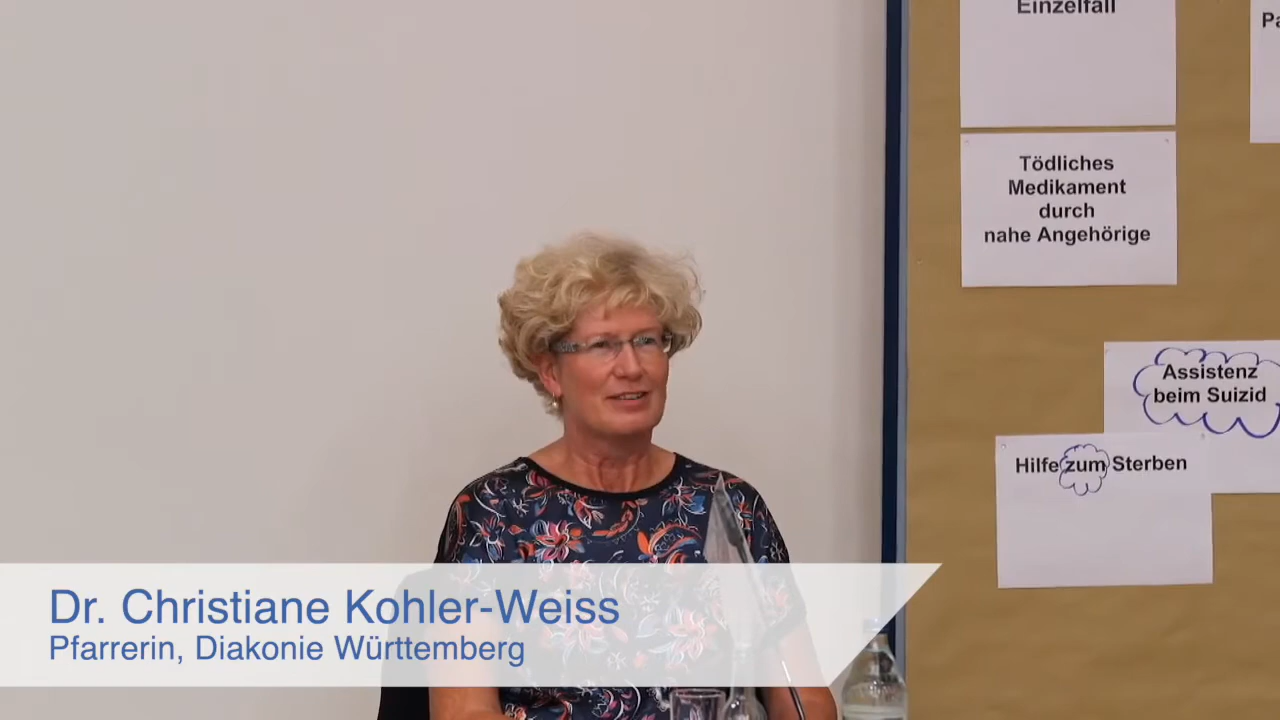 Einzelfall
Pa
Tödliches
Medikament
durch
nahe Angehörige
Assistenz
beim Suizid
Hilfe zum Sterben
Dr. Christiane Kohler-Weiss
Pfarrerin, Diakonie Württemberg